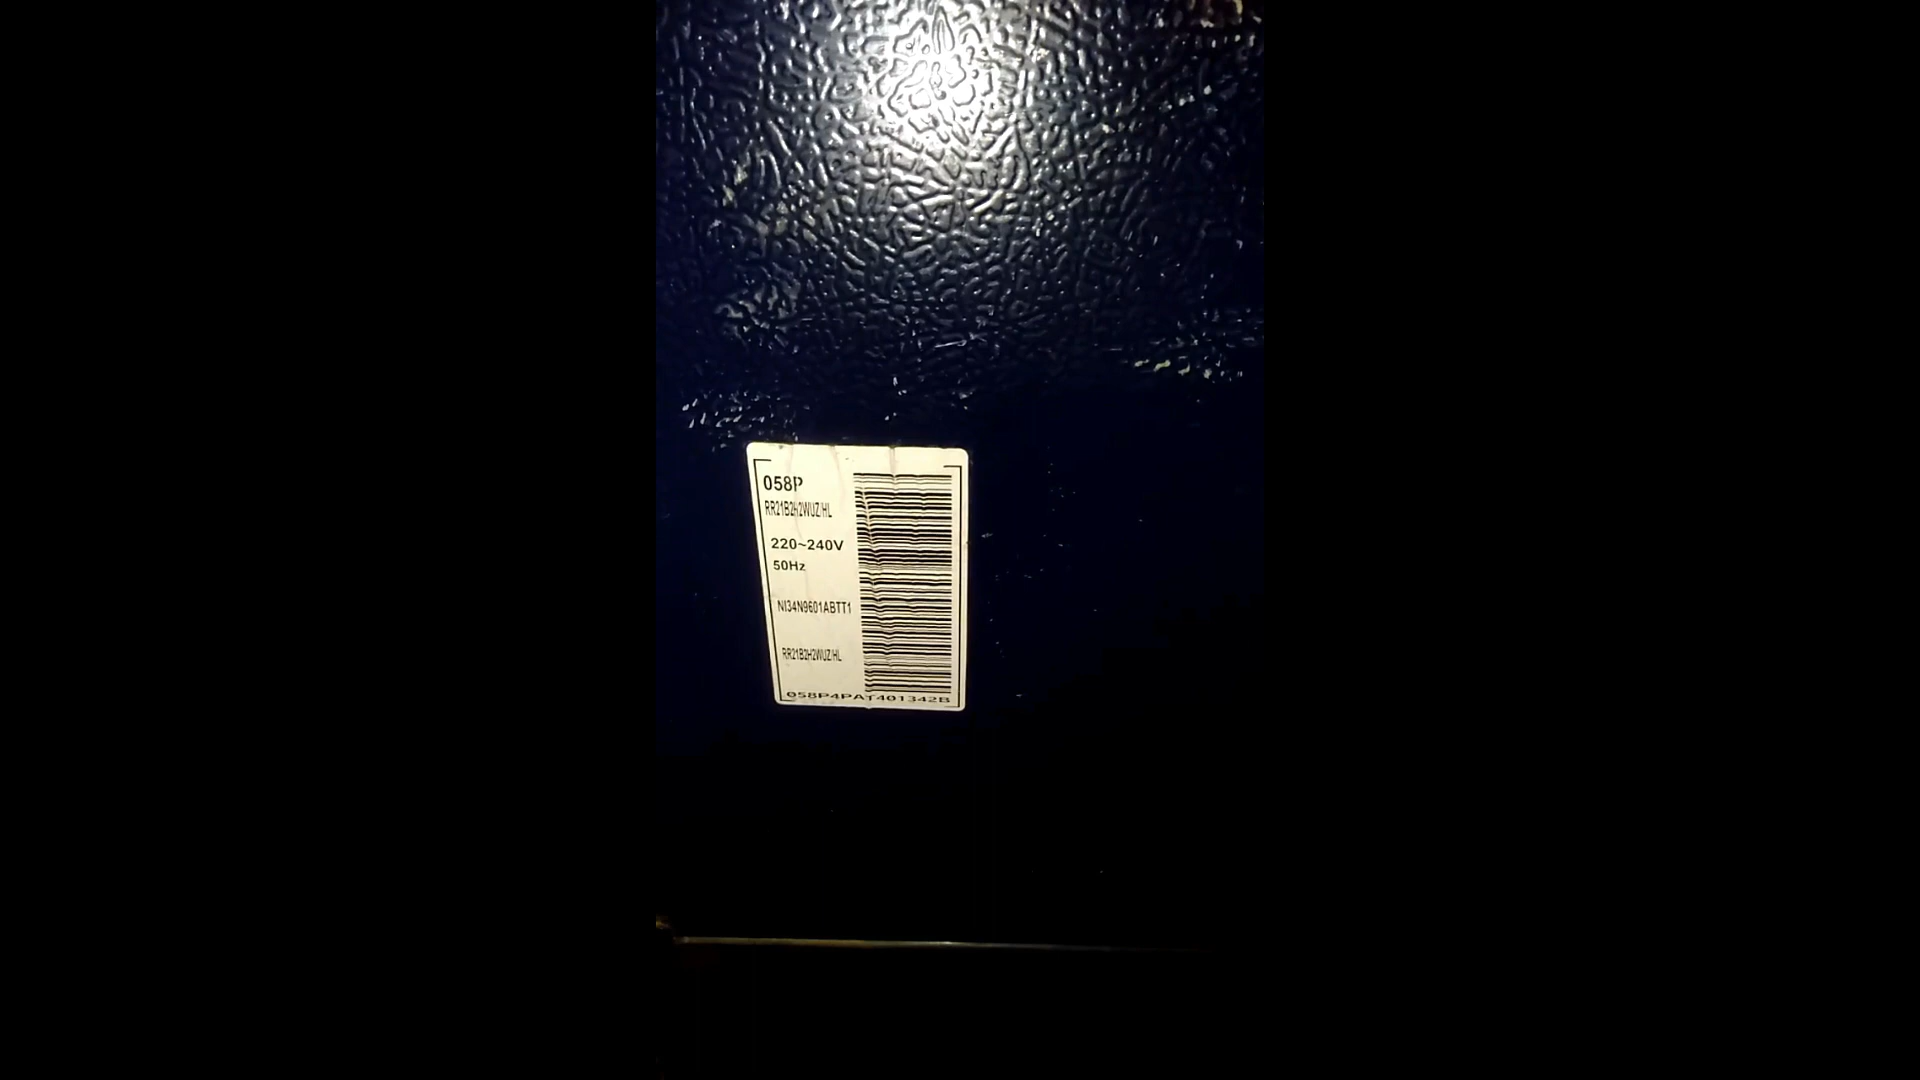 058P
RR21B2H2WUZ/HL
220~240V
50Hz
NI34N9601ABTT1
RR21B2H2WUZ/HL
058P4PAT401342B